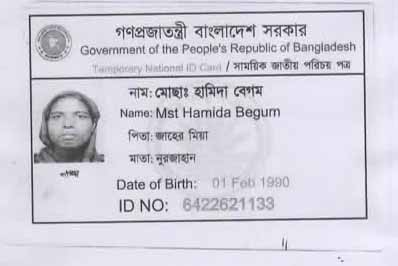 গণপ্রজাতন্ত্রী বাংলাদেশ সরকার
Government of the People's Republic of Bangladesh
Temporary National ID Card / সাময়িক জাতীয় পরিচয় পত্র
নাম: মোছাঃ হামিদা বেগম
Name: Mst Hamida Begum
পিতা: জাহের মিয়া
মাতা: নুরজাহান
Date of Birth: 01 Feb 1990
ID NO: 6422621133